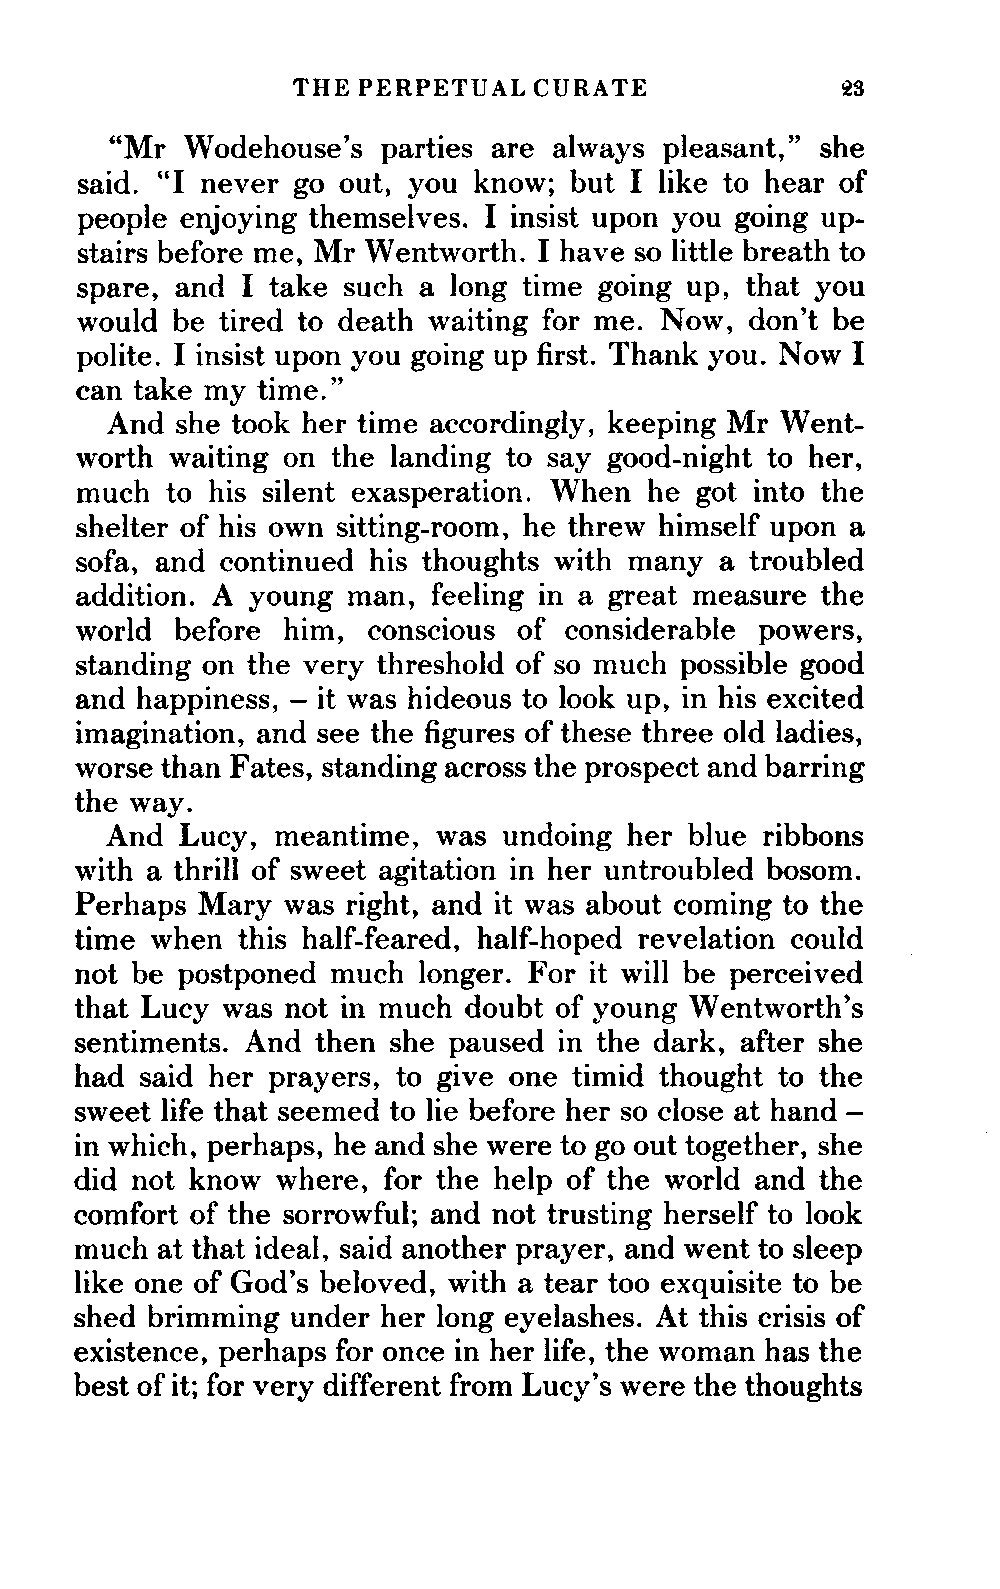 THE PERPETUAL CURATE 23
“Mr Wodehouse’s parties are always pleasant,” she
said. “I never go out, you know; but I like to hear of
people enjoying themselves. I insist upon you going up-
stairs before me, Mr Wentworth. I have so little breath to
spare, and I take such a long time going up, that you
would be tired to death waiting for me. Now, don’t be
polite. I insist upon you going up first. Thank you. Now I
can take my time.”
And she took her time accordingly, keeping Mr Went-
worth waiting on the landing to say good-night to her,
much to his silent exasperation. When he got into the
shelter of his own sitting-room, he threw himself upon a
sofa, and continued his thoughts with many a troubled
addition. A young man, feeling in a great measure the
world before him, conscious of considerable powers,
standing on the very threshold of so much possible good
and happiness, – it was hideous to look up, in his excited
imagination, and see the figures of these three old ladies,
worse than Fates, standing across the prospect and barring
the way.
And Lucy, meantime, was undoing her blue ribbons
with a thrill of sweet agitation in her untroubled bosom.
Perhaps Mary was right, and it was about coming to the
time when this half-feared, half-hoped revelation could
not be postponed much longer. For it will be perceived
that Lucy was not in much doubt of young Wentworth’s
sentiments. And then she paused in the dark, after she
had said her prayers, to give one timid thought to the
sweet life that seemed to lie before her so close at hand –
in which, perhaps, he and she were to go out together, she
did not know where, for the help of the world and the
comfort of the sorrowful; and not trusting herself to look
much at that ideal, said another prayer, and went to sleep
like one of God’s beloved, with a tear too exquisite to be
shed brimming under her long eyelashes. At this crisis of
existence, perhaps for once in her life, the woman has the
best of it; for very different from Lucy’s were the thoughts